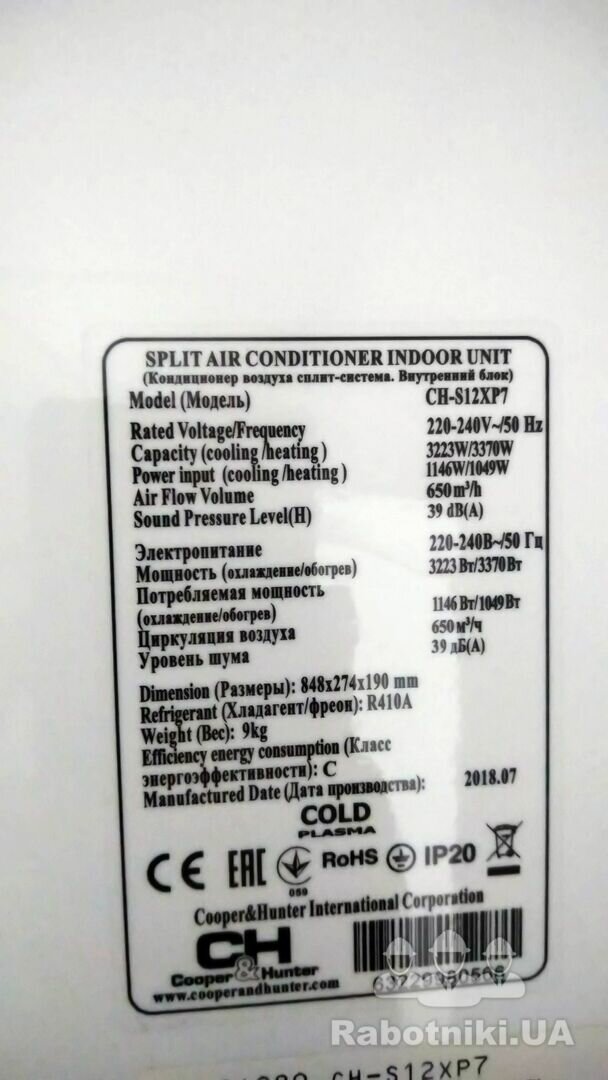 SPLIT AIR CONDITIONER INDOOR UNIT
(Кондиционер воздуха сплит-система. Внутренний блок)
Model (Модель) CH-S12XP7
Rated Voltage/Frequency 220-240V~/50 Hz
Capacity (cooling /heating) 3223W/3370W
Power input (cooling /heating) 1146W/1049W
Air Flow Volume 650m³/h
Sound Pressure Level(H) 39 dB(A)
Электропитание 220-240В~/50 Гц
Мощность (охлаждение/обогрев) 3223 Вт/3370Вт
Потребляемая мощность
(охлаждение/обогрев) 1146 Вт/1049Вт
Циркуляция воздуха 650 м³/ч
Уровень шума 39 дБ(А)
Dimension (Размеры): 848x274x190 mm
Refrigerant (Хладагент/фреон): R410A
Weight (Вес): 9kg
Efficiency energy consumption (Класс
энергоэффективности): C
Manufactured Date (Дата производства): 2018.07
COLD
PLASMA
CE EAC 059 RoHS IP20
Cooper&Hunter International Corporation
CH
Cooper&Hunter
www.cooperandhunter.com
Rabotniki.UA
CH-S12XP7